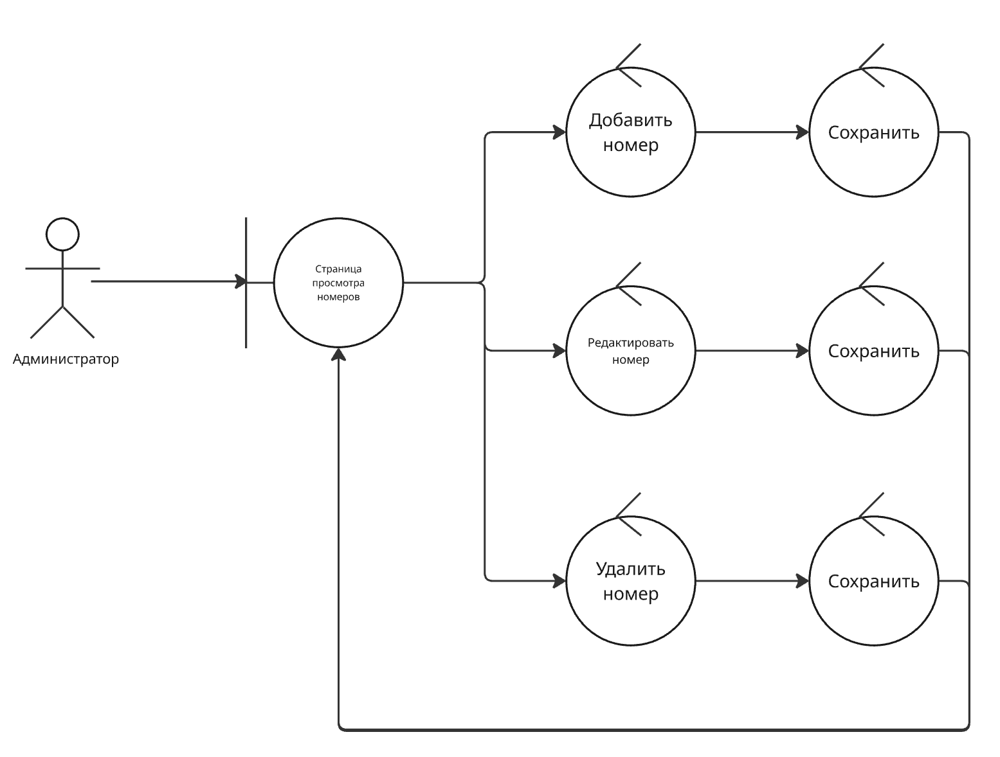 Администратор
Страница
просмотра
номеров
Добавить
номер
Сохранить
Редактировать
номер
Сохранить
Удалить
номер
Сохранить